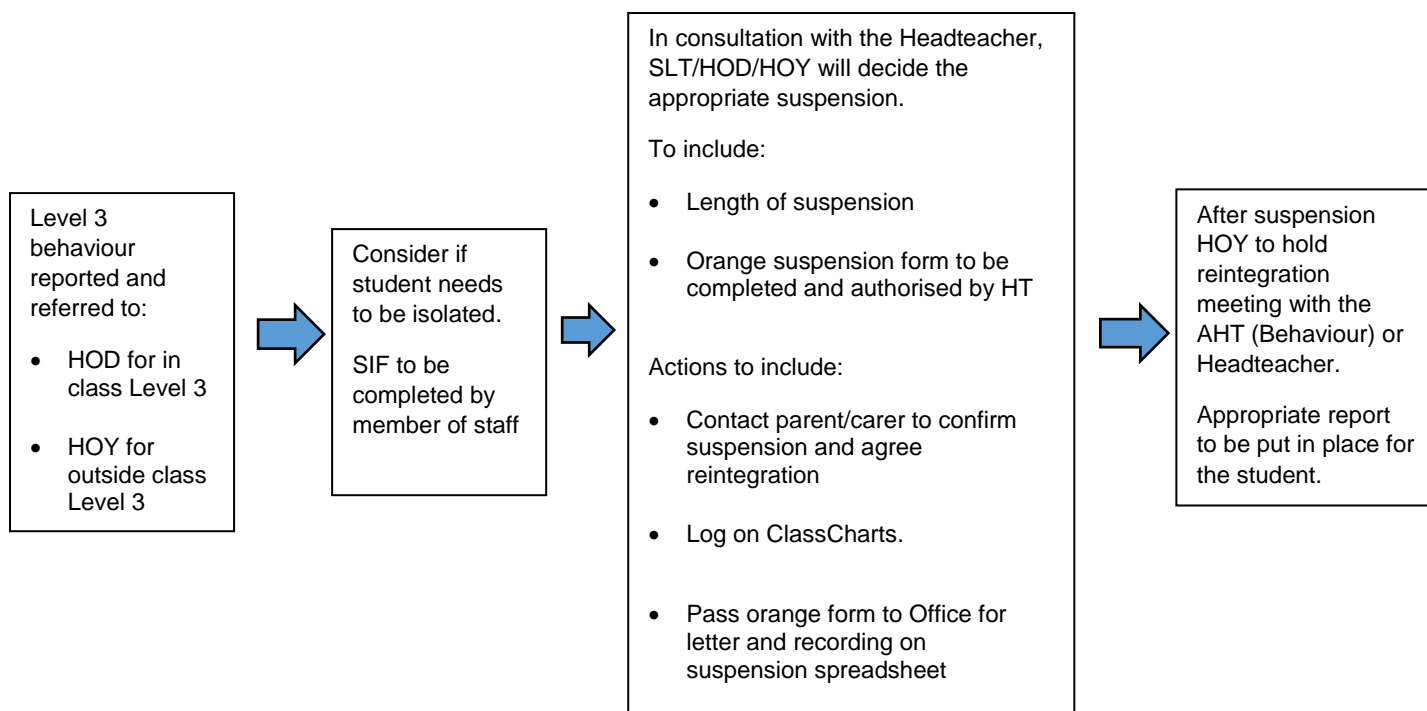 Level 3
behaviour
reported and
referred to:
• HOD for in
class Level 3
• HOY for
outside class
Level 3
Consider if
student needs
to be isolated.
SIF to be
completed by
member of staff
In consultation with the Headteacher,
SLT/HOD/HOY will decide the
appropriate suspension.
To include:
• Length of suspension
• Orange suspension form to be
completed and authorised by HT
Actions to include:
• Contact parent/carer to confirm
suspension and agree
reintegration
• Log on ClassCharts.
• Pass orange form to Office for
letter and recording on
suspension spreadsheet
After suspension
HOY to hold
reintegration
meeting with the
AHT (Behaviour) or
Headteacher.
Appropriate report
to be put in place for
the student.